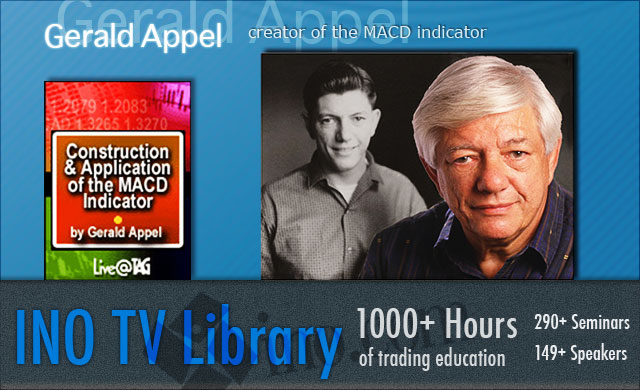 Gerald Appel
Gerald Appel
creator of the MACD indicator
1.2079 1.2083
1.3265 1.3270
Construction
& Application
of the MACD
Indicator
by Gerald Appel
Live@TAG
INO TV Library
1000+ Hours
of trading education
290+ Seminars
149+ Speakers